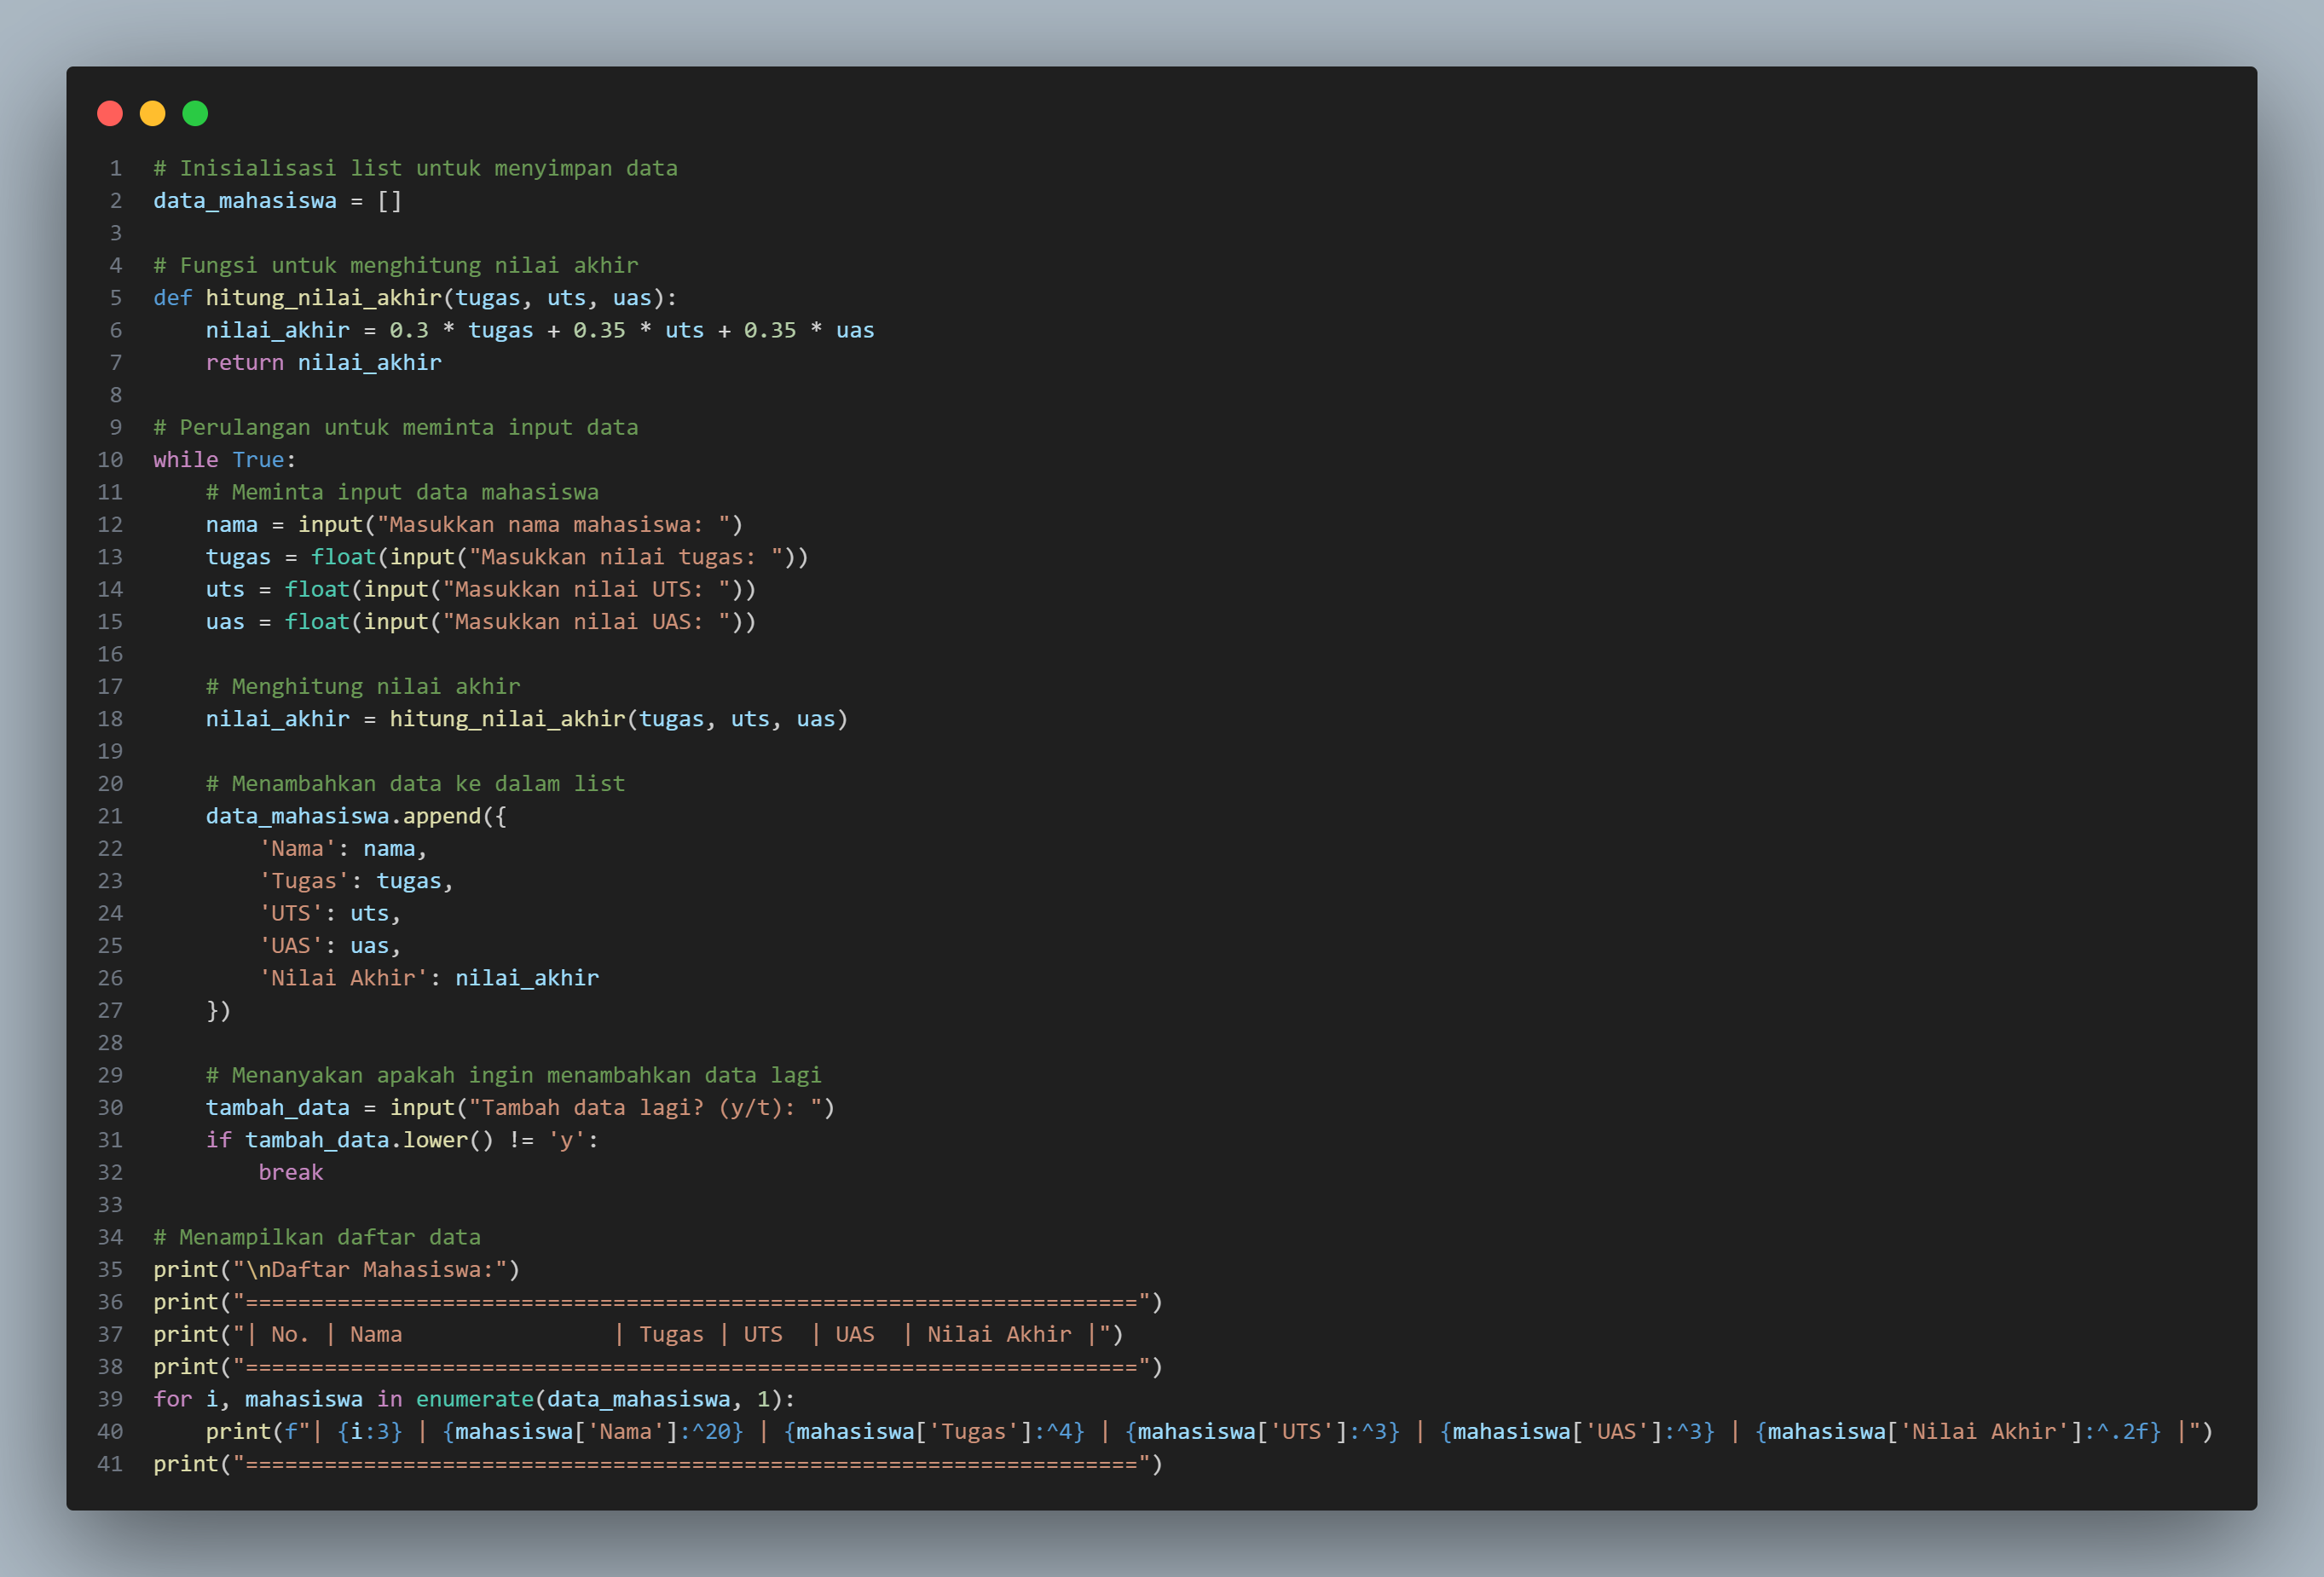 1 # Inisialisasi list untuk menyimpan data
2 data_mahasiswa = []
3
4 # Fungsi untuk menghitung nilai akhir
5 def hitung_nilai_akhir(tugas, uts, uas):
6     nilai_akhir = 0.3 * tugas + 0.35 * uts + 0.35 * uas
7     return nilai_akhir
8
9 # Perulangan untuk meminta input data
10 while True:
11     # Meminta input data mahasiswa
12     nama = input("Masukkan nama mahasiswa: ")
13     tugas = float(input("Masukkan nilai tugas: "))
14     uts = float(input("Masukkan nilai UTS: "))
15     uas = float(input("Masukkan nilai UAS: "))
16
17     # Menghitung nilai akhir
18     nilai_akhir = hitung_nilai_akhir(tugas, uts, uas)
19
20     # Menambahkan data ke dalam list
21     data_mahasiswa.append({
22         'Nama': nama,
23         'Tugas': tugas,
24         'UTS': uts,
25         'UAS': uas,
26         'Nilai Akhir': nilai_akhir
27     })
28
29     # Menanyakan apakah ingin menambahkan data lagi
30     tambah_data = input("Tambah data lagi? (y/t): ")
31     if tambah_data.lower() != 'y':
32         break
33
34 # Menampilkan daftar data
35 print("\nDaftar Mahasiswa:")
36 print("====================================================================")
37 print("| No. | Nama                | Tugas | UTS  | UAS  | Nilai Akhir |")
38 print("====================================================================")
39 for i, mahasiswa in enumerate(data_mahasiswa, 1):
40     print(f"| {i:3} | {mahasiswa['Nama']:^20} | {mahasiswa['Tugas']:^4} | {mahasiswa['UTS']:^3} | {mahasiswa['UAS']:^3} | {mahasiswa['Nilai Akhir']:^.2f} |")
41 print("====================================================================")